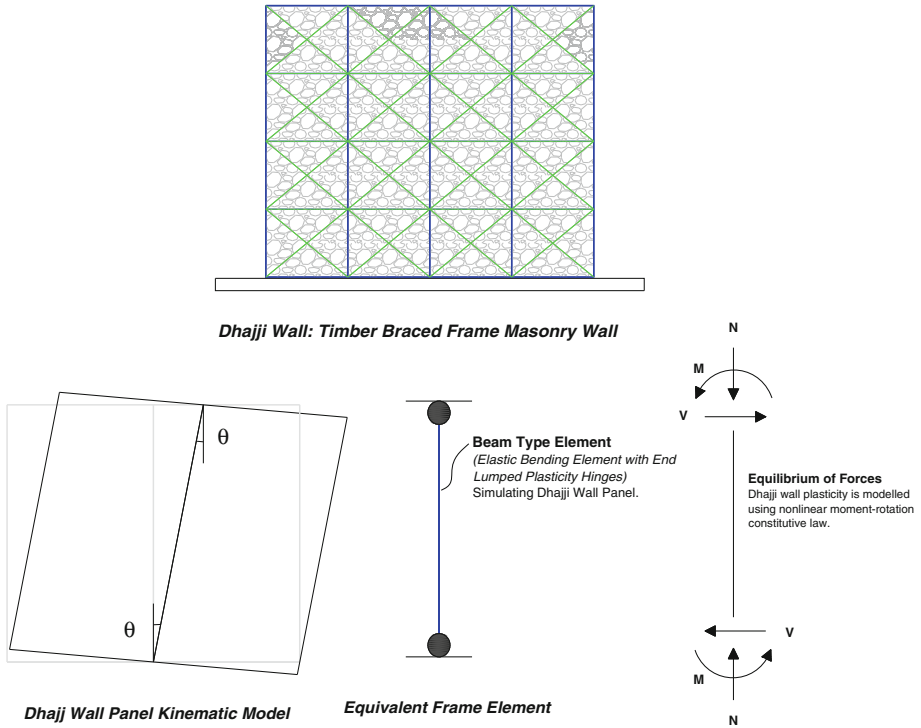 Dhajji Wall: Timber Braced Frame Masonry Wall
N
M
V
θ
Beam Type Element
(Elastic Bending Element with End
Lumped Plasticity Hinges)
Simulating Dhajji Wall Panel.
Equilibrium of Forces
Dhajji wall plasticity is modelled
using nonlinear moment-rotation
constitutive law.
θ
V
M
N
Dhajj Wall Panel Kinematic Model
Equivalent Frame Element